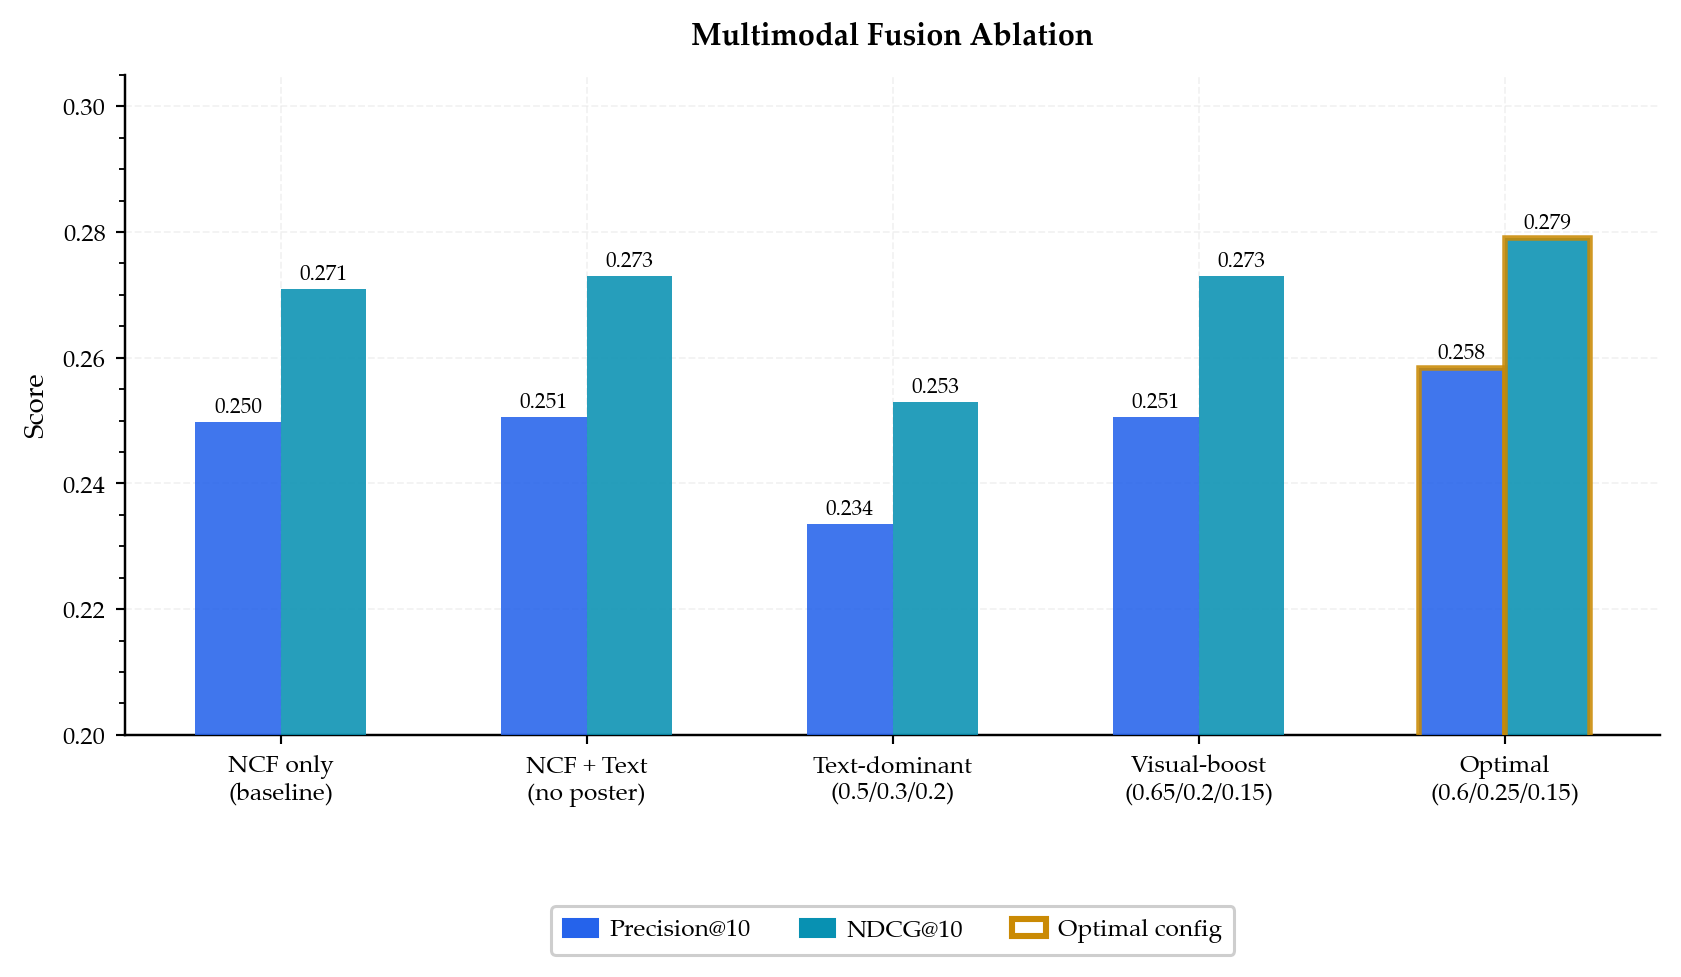 Multimodal Fusion Ablation
Score
0.30
0.28
0.26
0.24
0.22
0.20
0.250
0.271
0.251
0.273
0.234
0.253
0.251
0.273
0.258
0.279
NCF only
(baseline)
NCF + Text
(no poster)
Text-dominant
(0.5/0.3/0.2)
Visual-boost
(0.65/0.2/0.15)
Optimal
(0.6/0.25/0.15)
Precision@10
NDCG@10
Optimal config